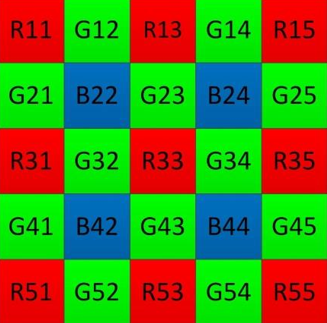 R11 G12 R13 G14 R15
G21 B22 G23 B24 G25
R31 G32 R33 G34 R35
G41 B42 G43 B44 G45
R51 G52 R53 G54 R55